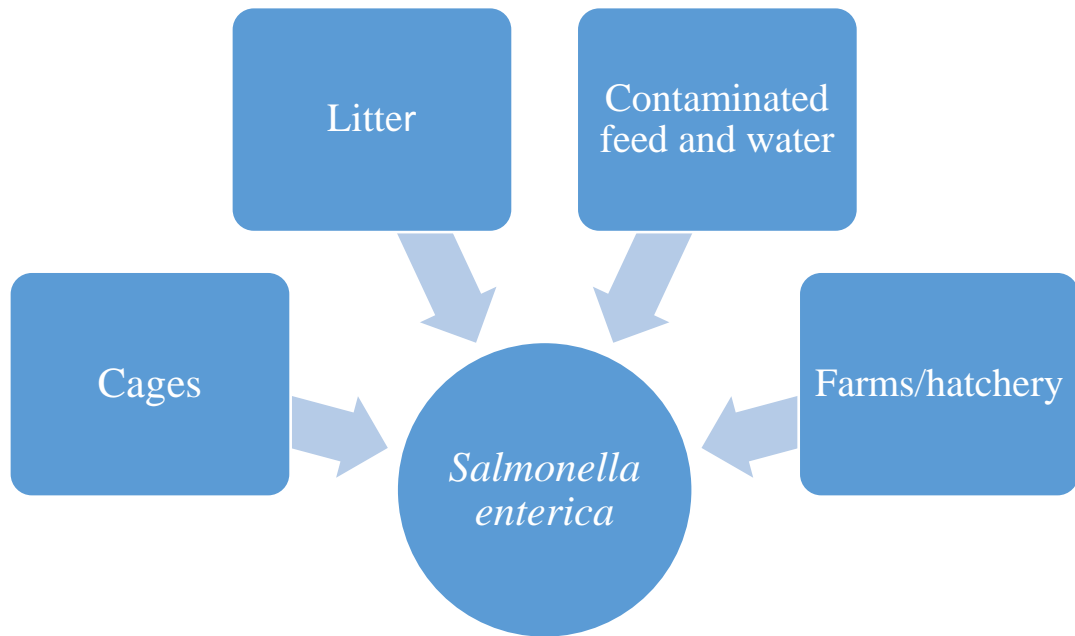 Litter
Contaminated
feed and water
Cages
Farms/hatchery
Salmonella
enterica